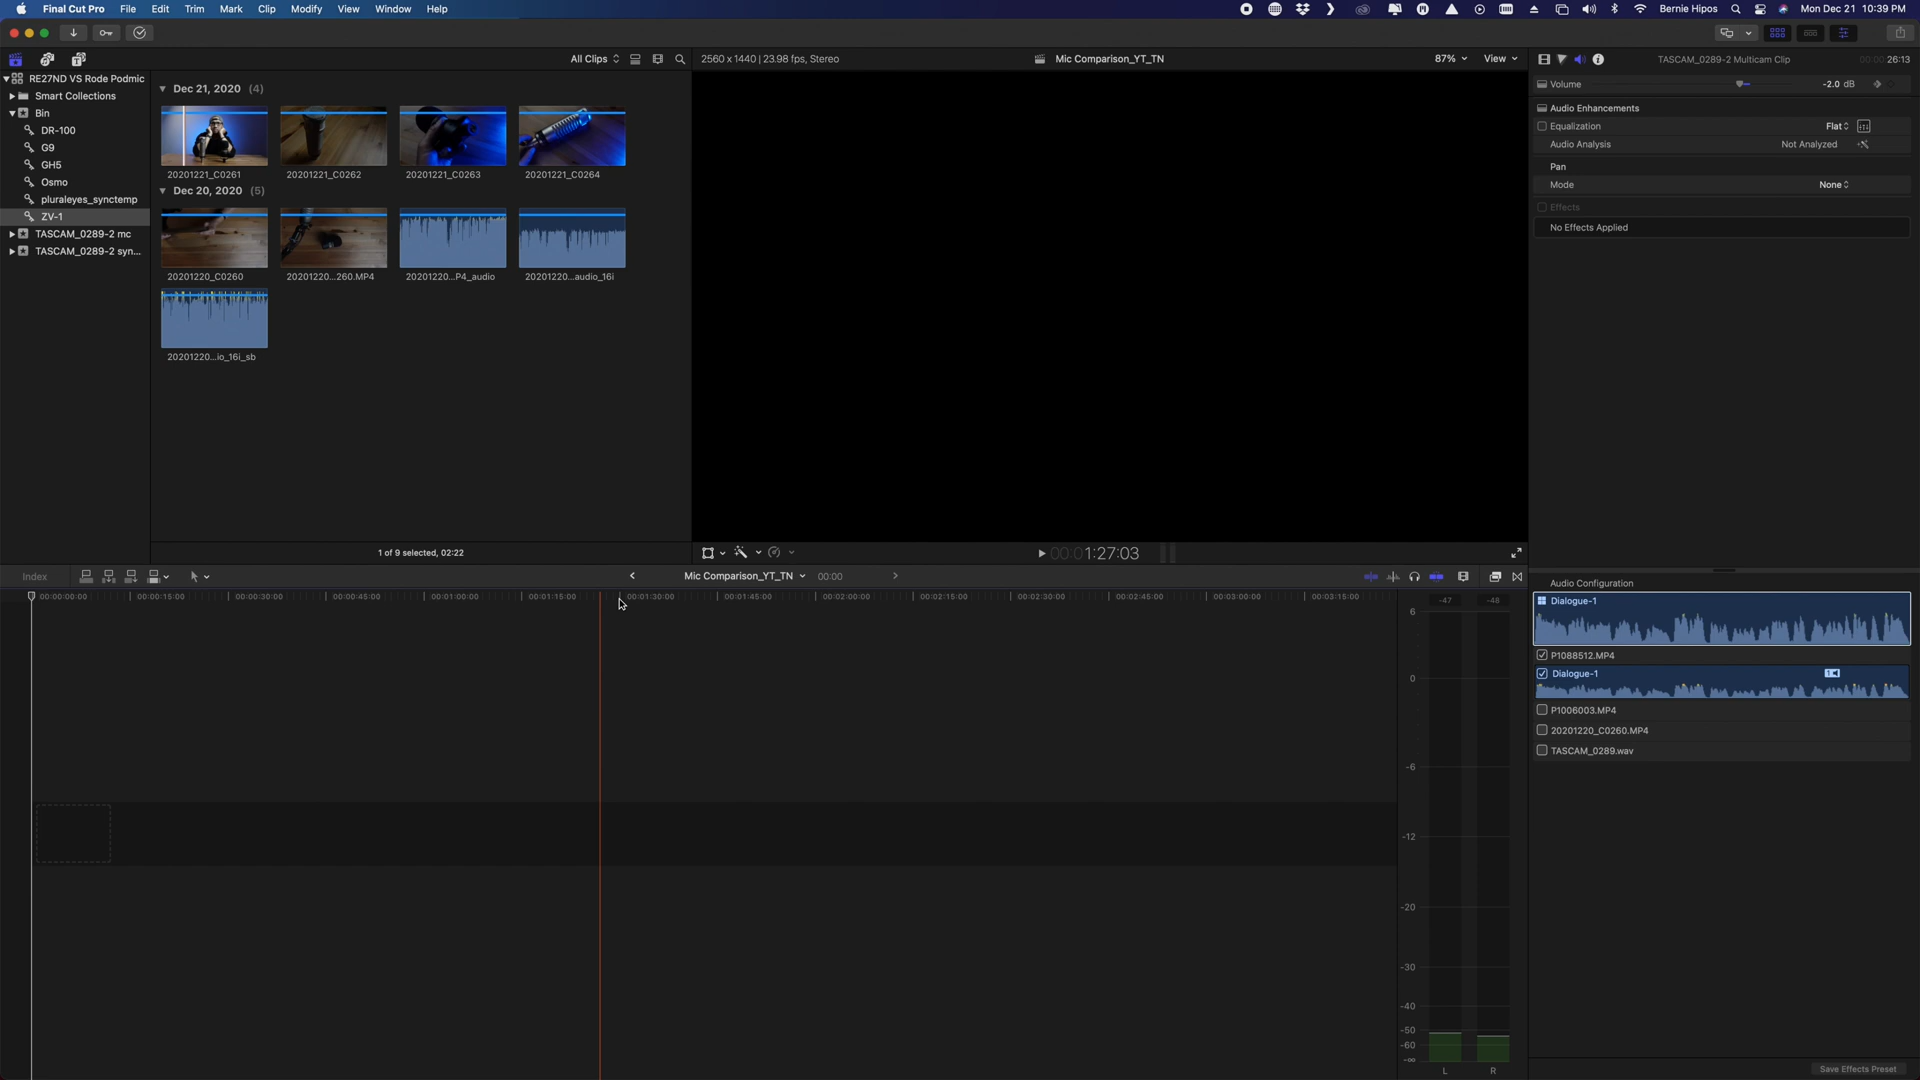 Final Cut Pro File Edit Trim Mark Clip Modify View Window Help Bernie Hipos Mon Dec 21 10:39 PM
All Clips 2560 x 1440 | 23.98 fps, Stereo Mic Comparison_YT_TN 87% View TASCAM_0289-2 Multicam Clip 00:00:26:13
RE27ND VS Rode Podmic
Smart Collections
Bin
DR-100
G9
GH5
Osmo
pluraleyes_synctemp
ZV-1
TASCAM_0289-2 mc
TASCAM_0289-2 syn...
Dec 21, 2020 (4)
20201221_C0261 20201221_C0262 20201221_C0263 20201221_C0264
Dec 20, 2020 (5)
20201220_C0260 20201220...260.MP4 20201220...P4_audio 20201220...audio_16i
20201220...io_16i_sb
1 of 9 selected, 02:22
00:01:27:03
Volume -2.0 dB
Audio Enhancements
Equalization Flat
Audio Analysis Not Analyzed
Pan
Mode None
Effects
No Effects Applied
Index Mic Comparison_YT_TN 00:00
00:00:00:00 00:00:15:00 00:00:30:00 00:00:45:00 00:01:00:00 00:01:15:00 00:01:30:00 00:01:45:00 00:02:00:00 00:02:15:00 00:02:30:00 00:02:45:00 00:03:00:00 00:03:15:00
-47 -48
6
0
-6
-12
-20
-30
-40
-50
-60
-∞
L R
Audio Configuration
Dialogue-1
P1088512.MP4
Dialogue-1
P1006003.MP4
20201220_C0260.MP4
TASCAM_0289.wav
Save Effects Preset